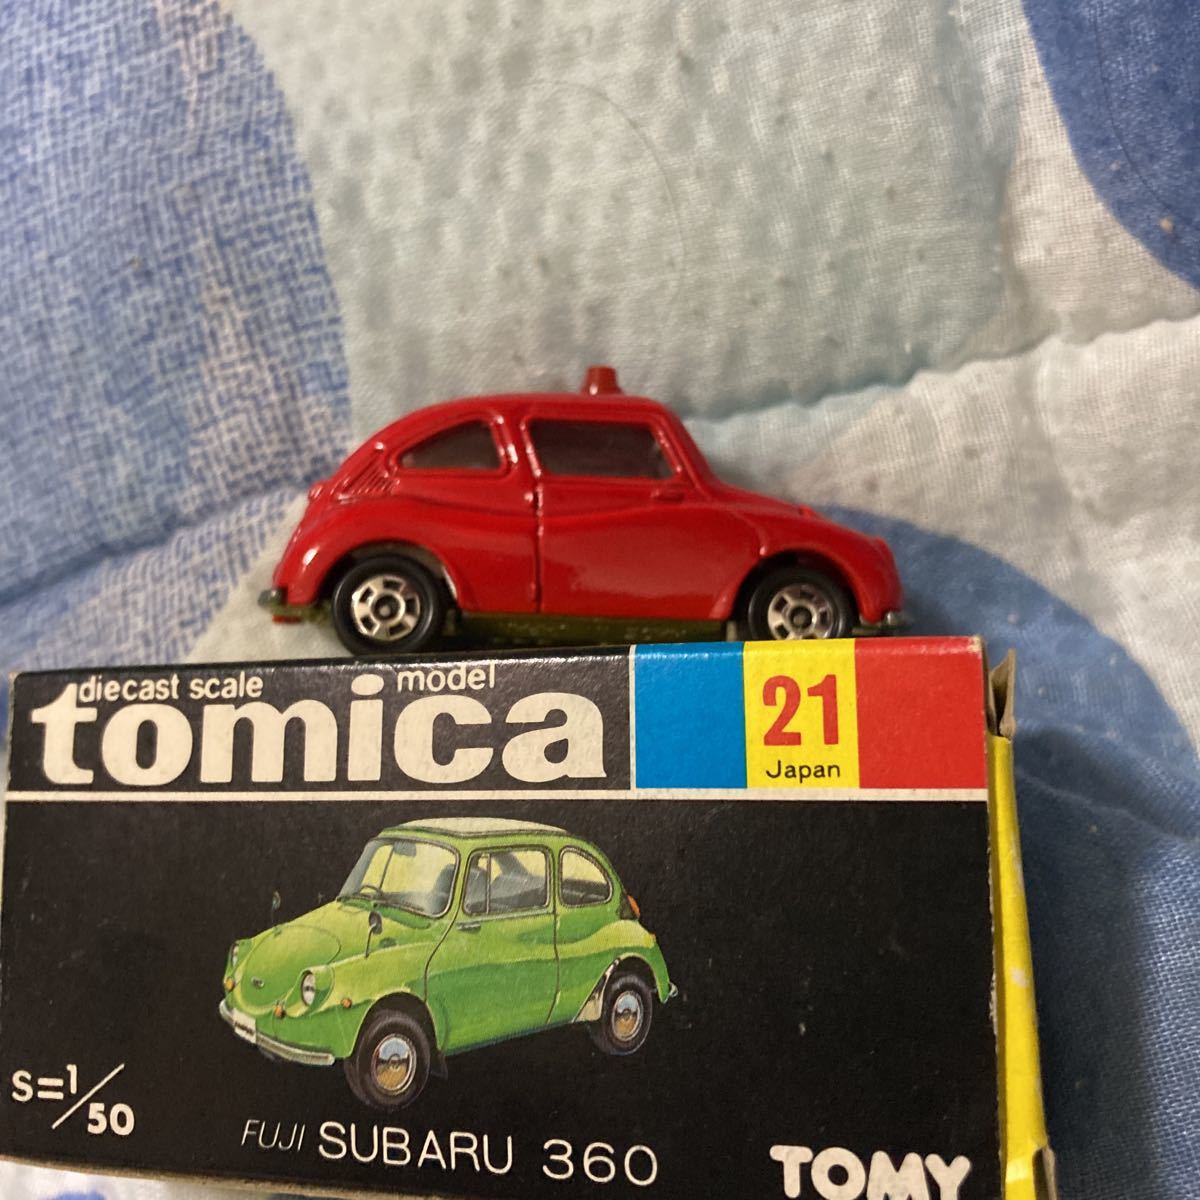 diecast scale model
tomica
21
Japan
S=1/50
FUJI SUBARU 360
TOMY